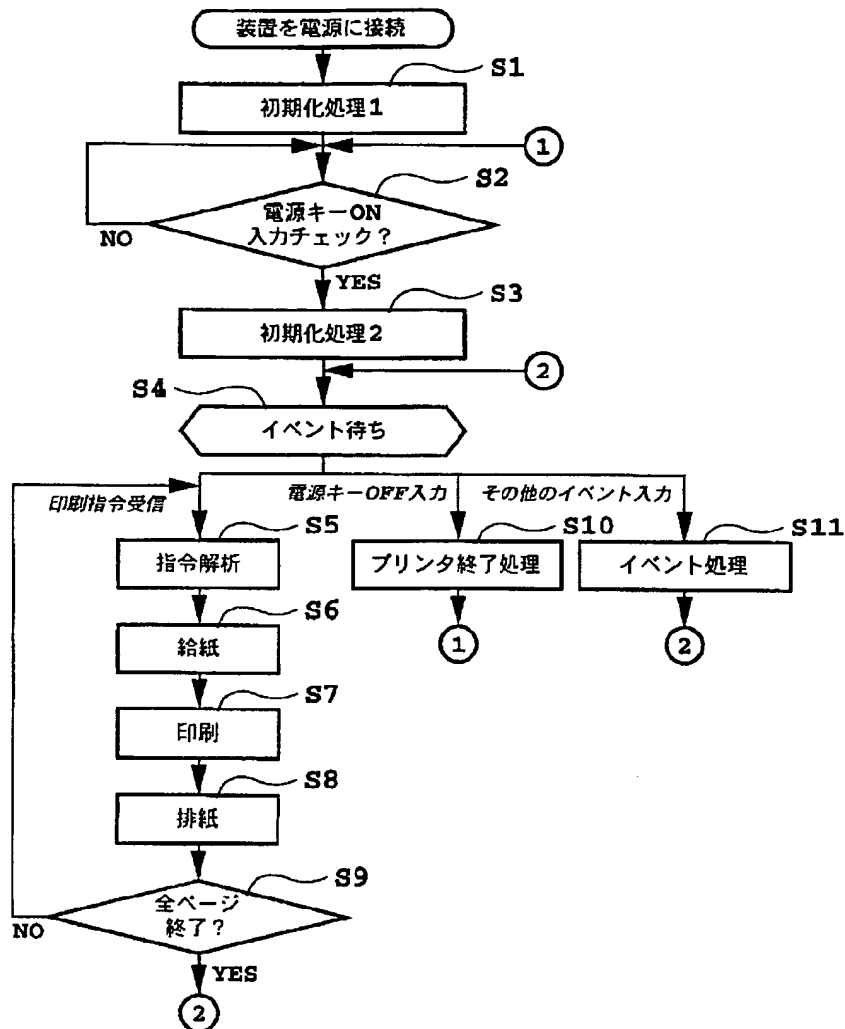 装置を電源に接続
S1
初期化処理1
1
S2
電源キーON
入力チェック?
NO
YES
S3
初期化処理2
2
S4
イベント待ち
印刷指令受信
電源キーOFF入力
その他のイベント入力
S5
指令解析
S10
プリンタ終了処理
S11
イベント処理
S6
給紙
1
2
S7
印刷
S8
排紙
S9
全ページ
終了?
NO
YES
2